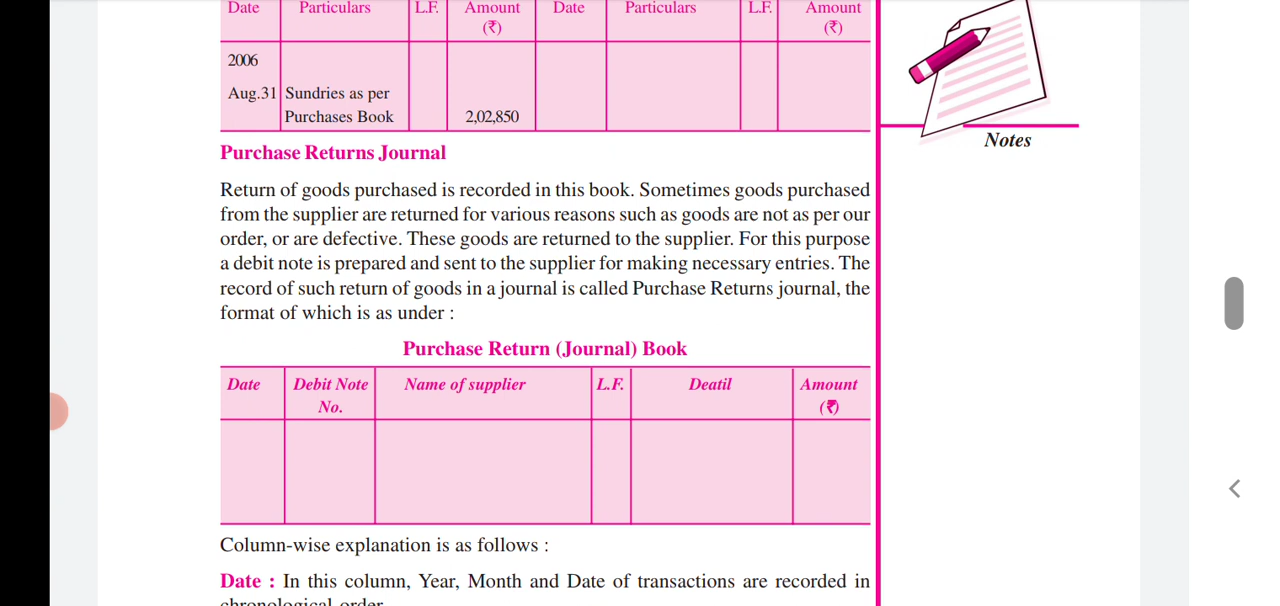 Date Particulars L.F. Amount Date Particulars L.F. Amount
(₹) (₹)
2006
Aug.31 Sundries as per
Purchases Book 2,02,850
Notes
Purchase Returns Journal
Return of goods purchased is recorded in this book. Sometimes goods purchased
from the supplier are returned for various reasons such as goods are not as per our
order, or are defective. These goods are returned to the supplier. For this purpose
a debit note is prepared and sent to the supplier for making necessary entries. The
record of such return of goods in a journal is called Purchase Returns journal, the
format of which is as under :
Purchase Return (Journal) Book
Date Debit Note Name of supplier L.F. Deatil Amount
No. (₹)
Column-wise explanation is as follows :
Date : In this column, Year, Month and Date of transactions are recorded in
chronological order